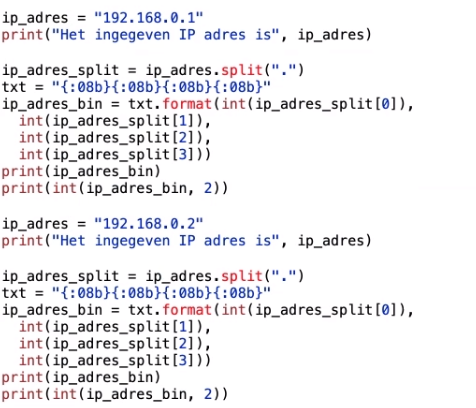 ip_adres = "192.168.0.1"
print("Het ingegeven IP adres is", ip_adres)

ip_adres_split = ip_adres.split(".")
txt = "{:08b}{:08b}{:08b}{:08b}"
ip_adres_bin = txt.format(int(ip_adres_split[0]),
  int(ip_adres_split[1]),
  int(ip_adres_split[2]),
  int(ip_adres_split[3]))
print(ip_adres_bin)
print(int(ip_adres_bin, 2))

ip_adres = "192.168.0.2"
print("Het ingegeven IP adres is", ip_adres)

ip_adres_split = ip_adres.split(".")
txt = "{:08b}{:08b}{:08b}{:08b}"
ip_adres_bin = txt.format(int(ip_adres_split[0]),
  int(ip_adres_split[1]),
  int(ip_adres_split[2]),
  int(ip_adres_split[3]))
print(ip_adres_bin)
print(int(ip_adres_bin, 2))